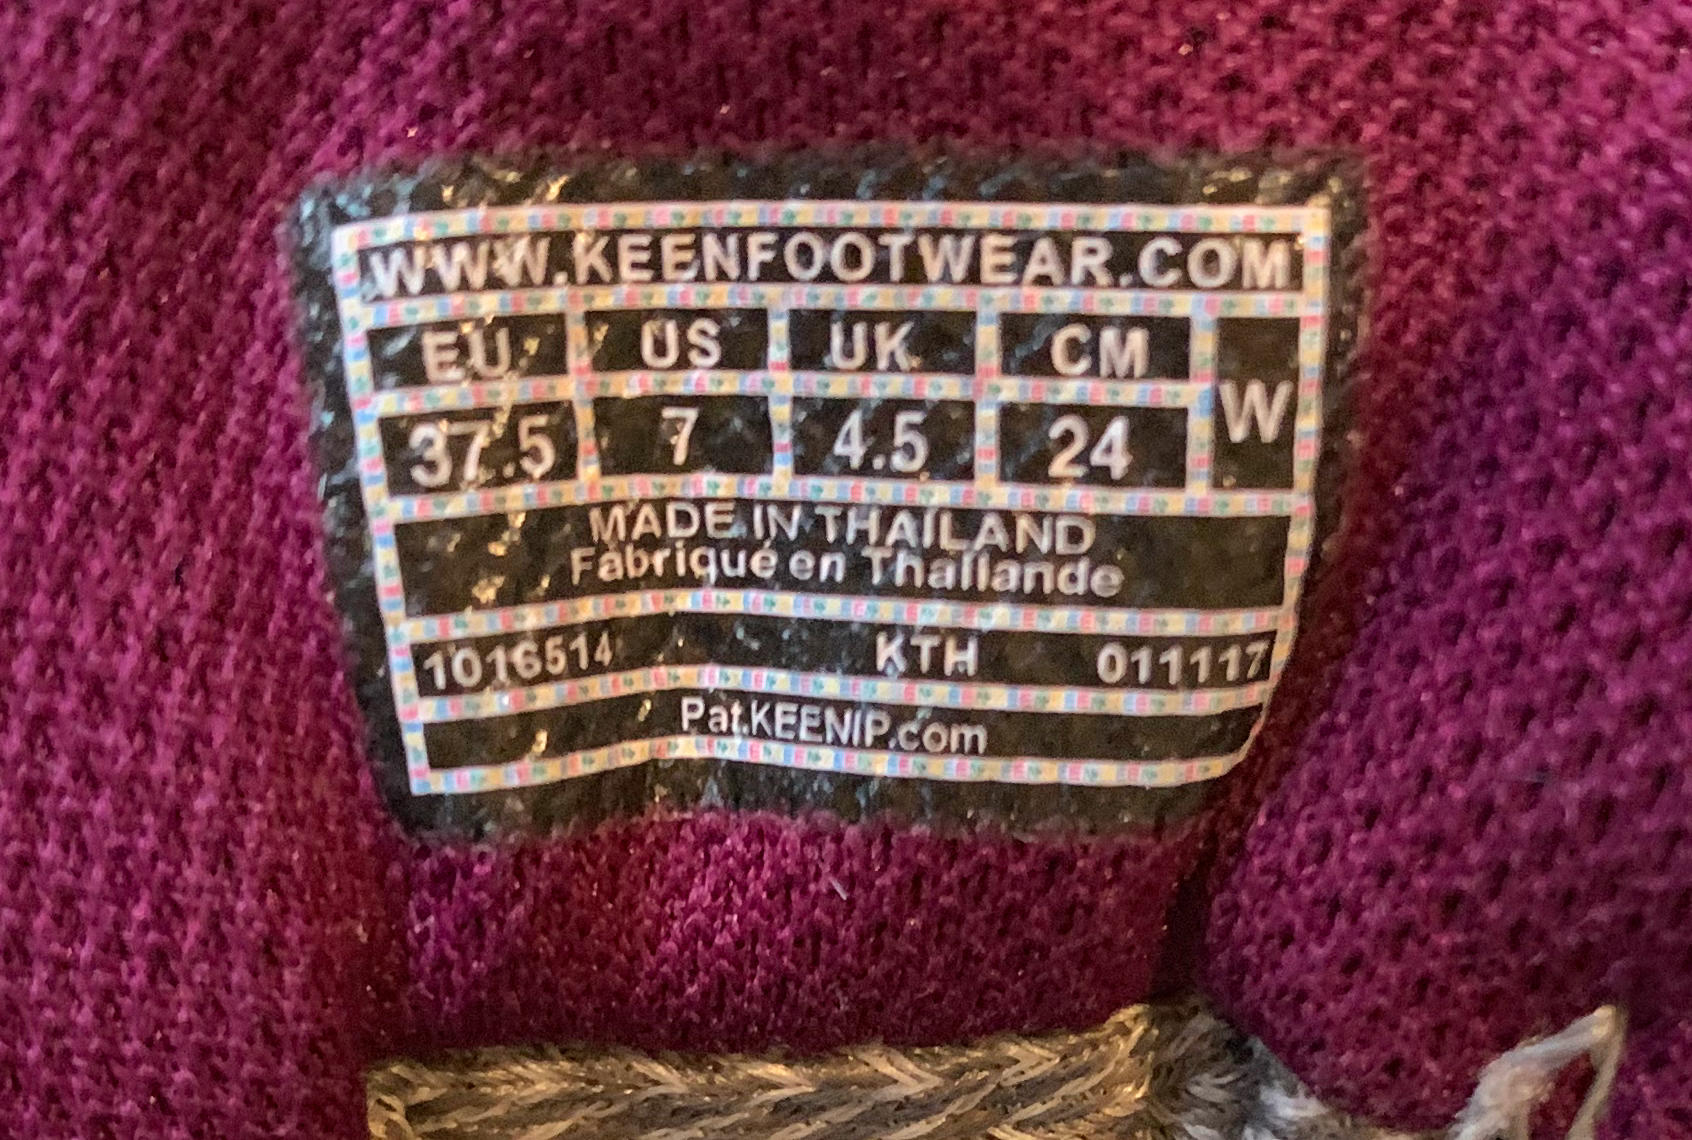 WWW.KEENFOOTWEAR.COM
EU US UK CM W
37.5 7 4.5 24
MADE IN THAILAND
Fabriqué en Thaïlande
1016514 KTH 011117
Pat.KEENIP.com